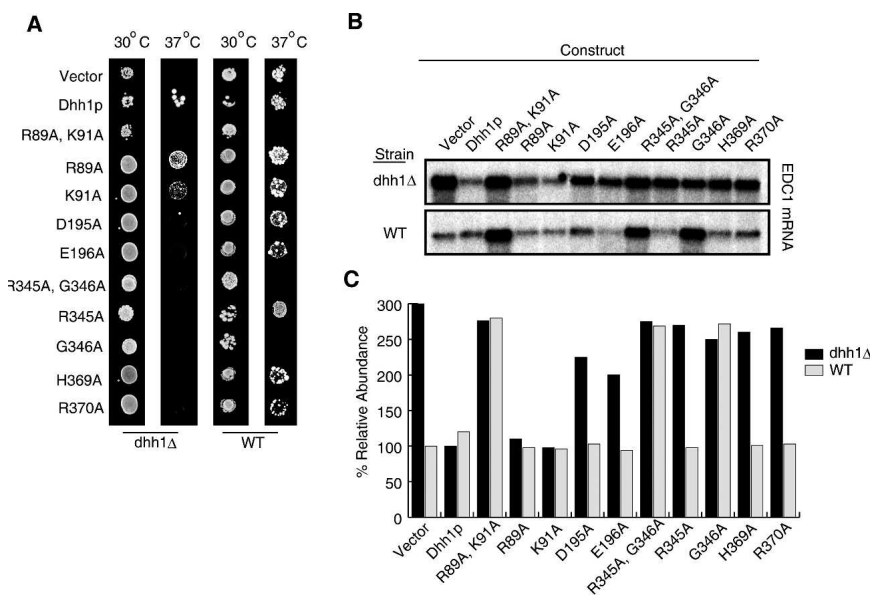 A
30°C 37°C 30°C 37°C
Vector
Dhh1p
R89A, K91A
R89A
K91A
D195A
E196A
R345A, G346A
R345A
G346A
H369A
R370A
dhh1Δ WT
B
Construct
Vector
Dhh1p
R89A, K91A
R89A
K91A
D195A
E196A
R345A, G346A
R345A
G346A
H369A
R370A
Strain
dhh1Δ
WT
EDC1 mRNA
C
% Relative Abundance
300
250
200
150
100
50
0
dhh1Δ
WT
Vector
Dhh1p
R89A, K91A
R89A
K91A
D195A
E196A
R345A, G346A
R345A
G346A
H369A
R370A